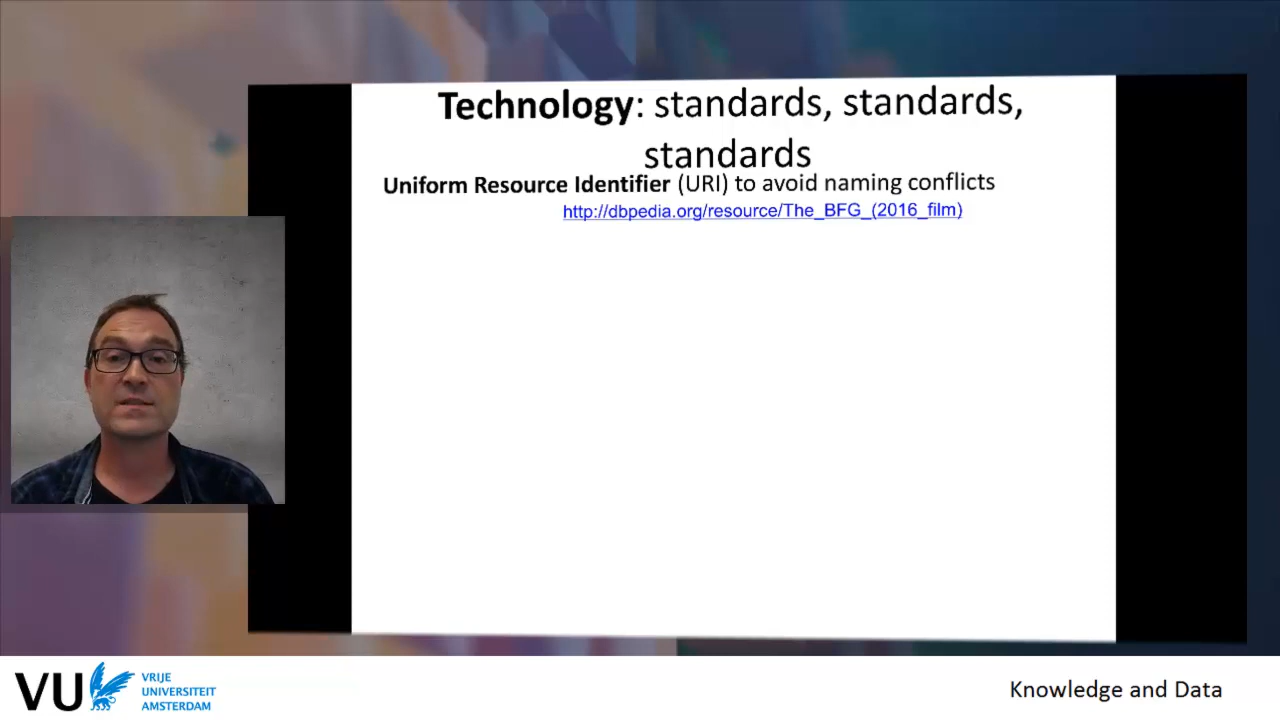 Technology: standards, standards,
standards
Uniform Resource Identifier (URI) to avoid naming conflicts
http://dbpedia.org/resource/The_BFG_(2016_film)
VU VRIJE
UNIVERSITEIT
AMSTERDAM
Knowledge and Data